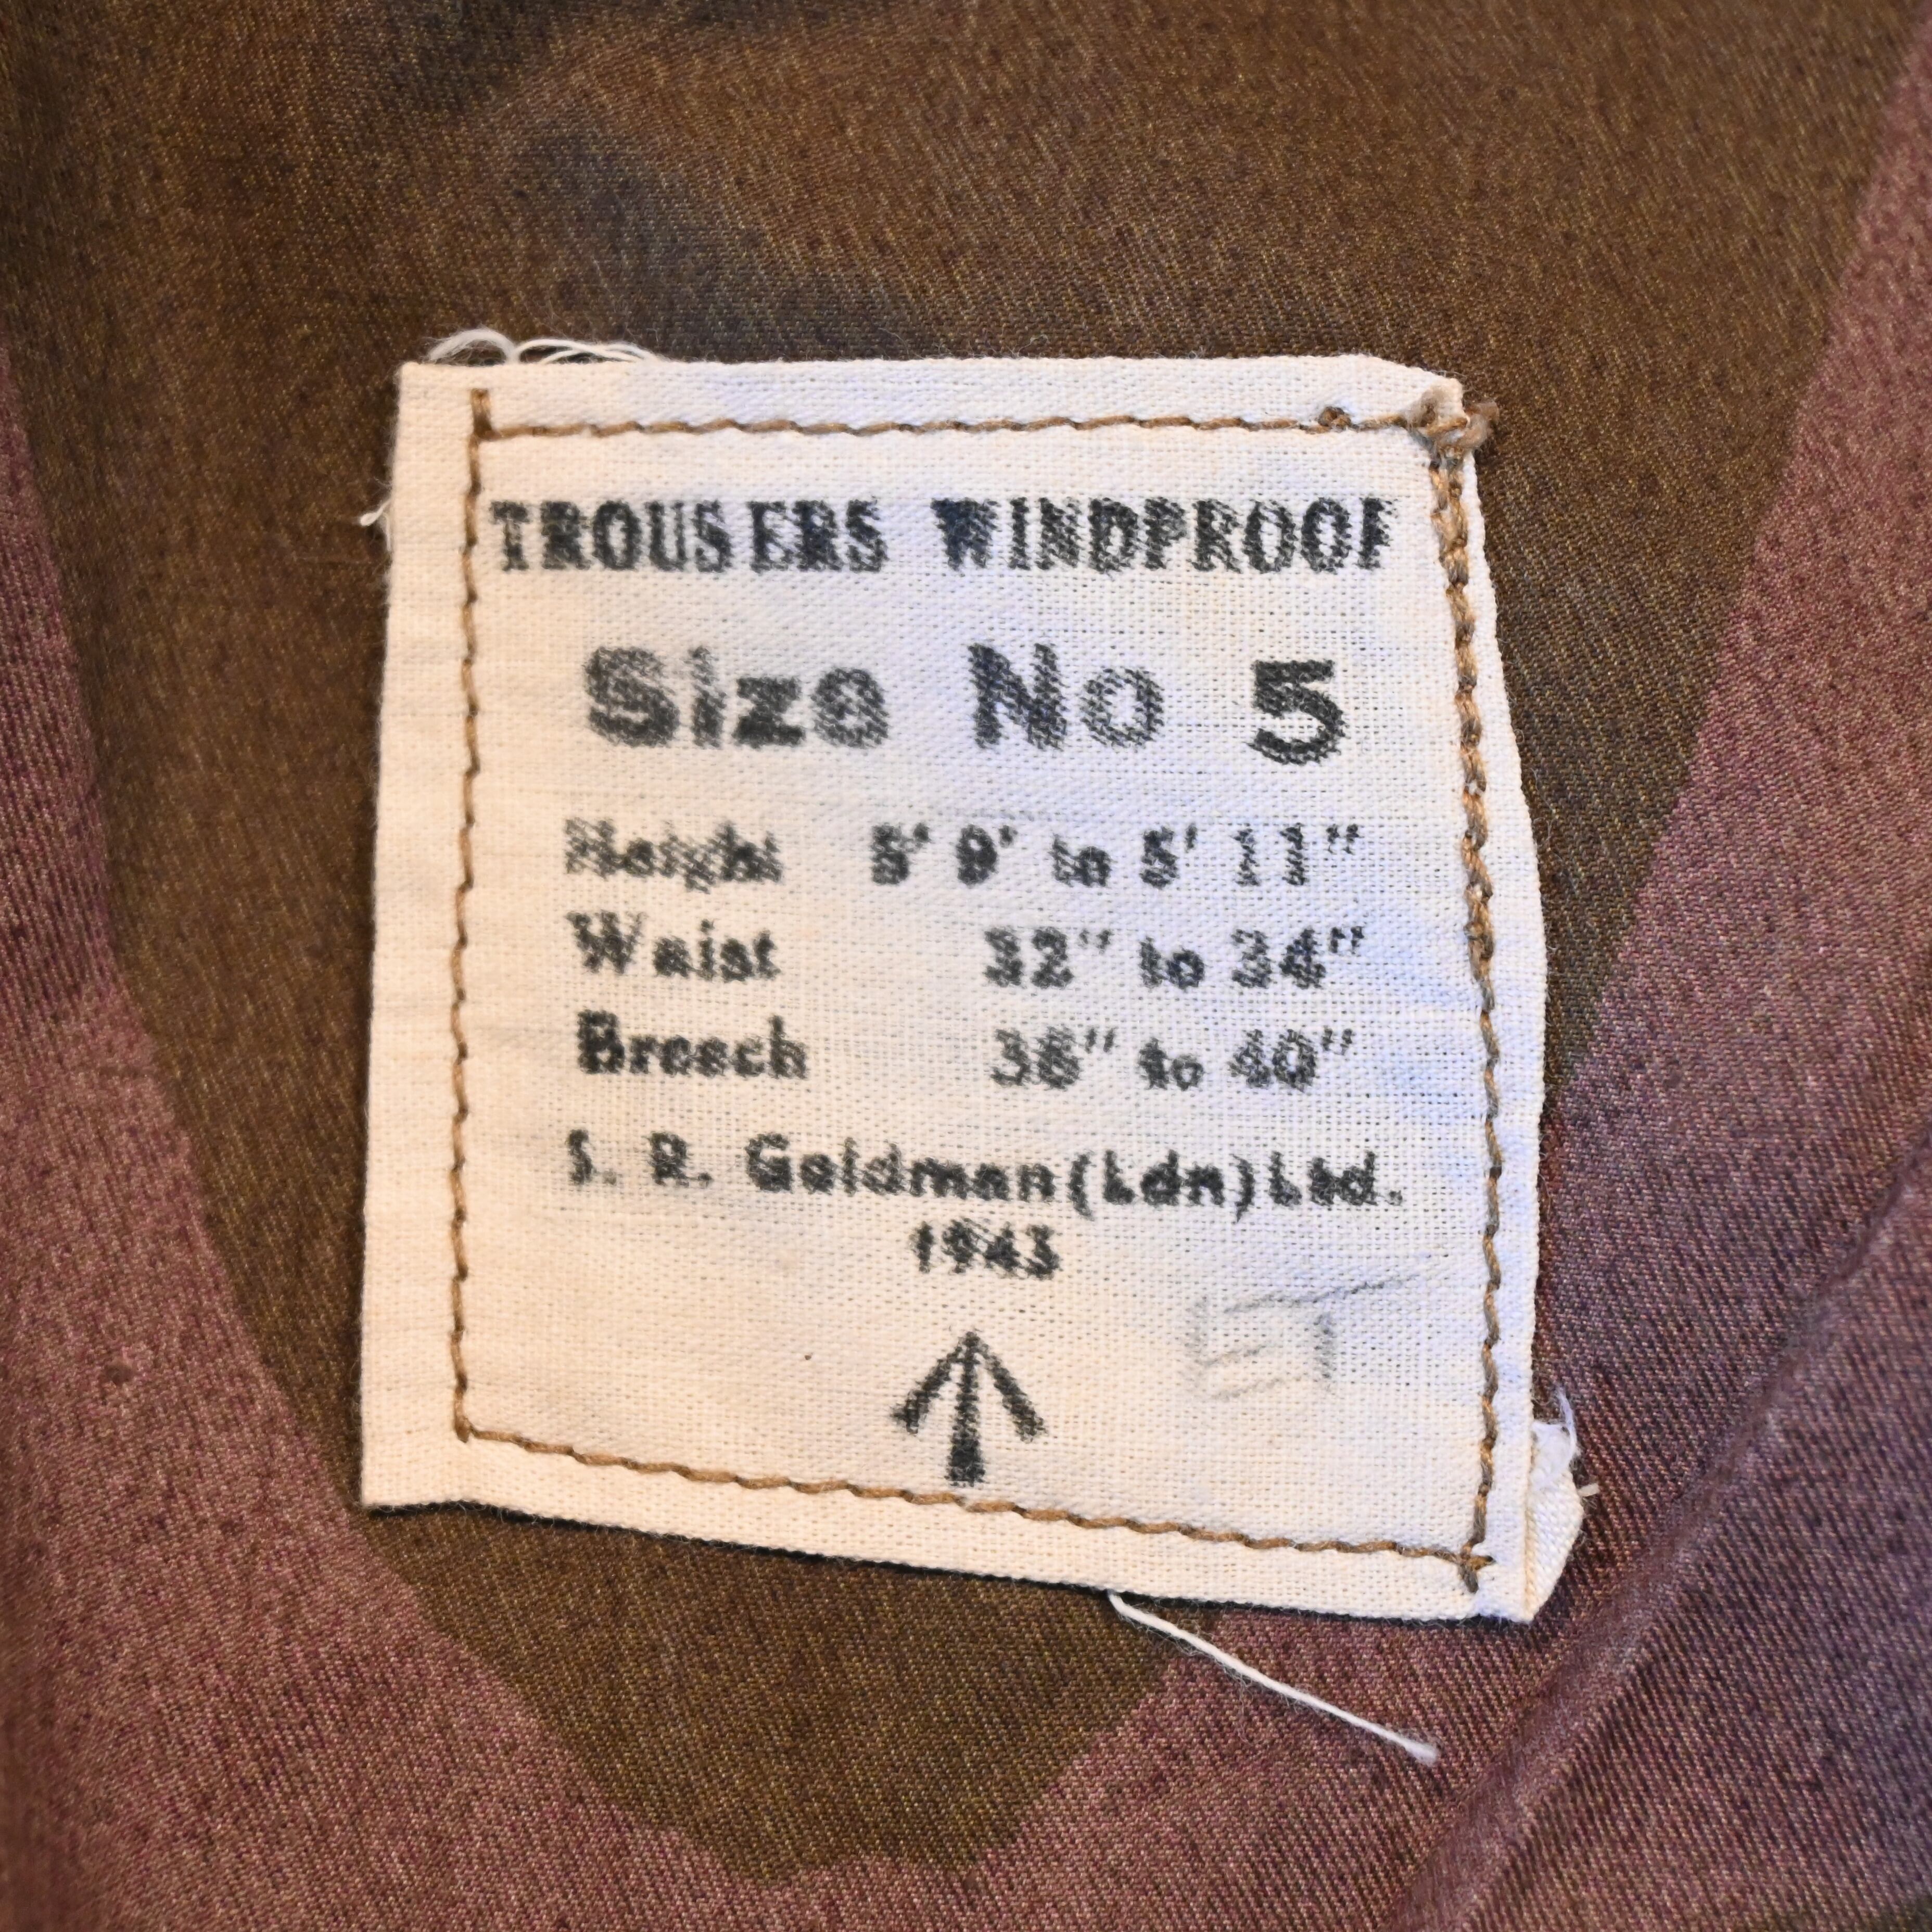 TROUSERS WINDPROOF
Size No 5
Height 5' 9' to 5' 11"
Waist 32" to 34"
Breech 38" to 40"
S. R. Goldman (Ldn) Ltd.
1943